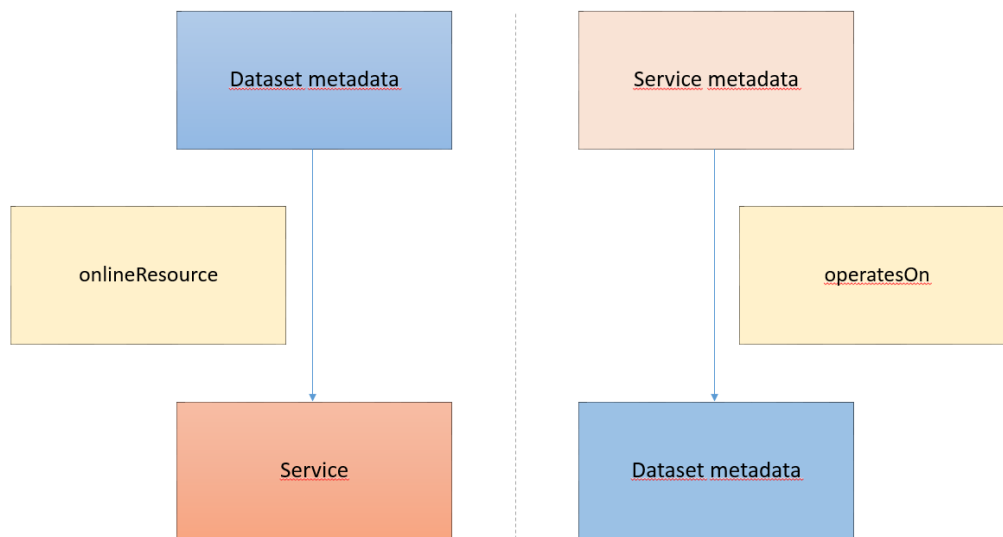 Dataset metadata
Service metadata
onlineResource
operatesOn
Service
Dataset metadata